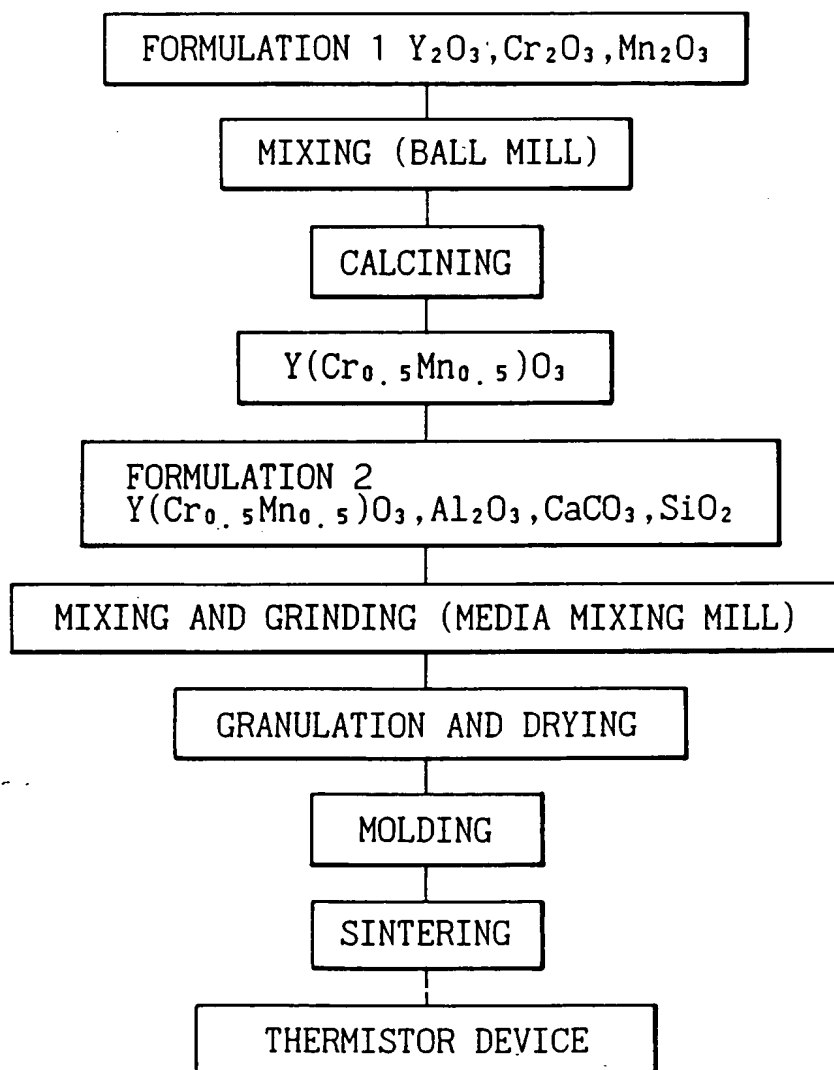 FORMULATION 1 Y₂O₃,Cr₂O₃,Mn₂O₃
MIXING (BALL MILL)
CALCINING
Y(Cr₀.₅Mn₀.₅)O₃
FORMULATION 2
Y(Cr₀.₅Mn₀.₅)O₃,Al₂O₃,CaCO₃,SiO₂
MIXING AND GRINDING (MEDIA MIXING MILL)
GRANULATION AND DRYING
MOLDING
SINTERING
THERMISTOR DEVICE